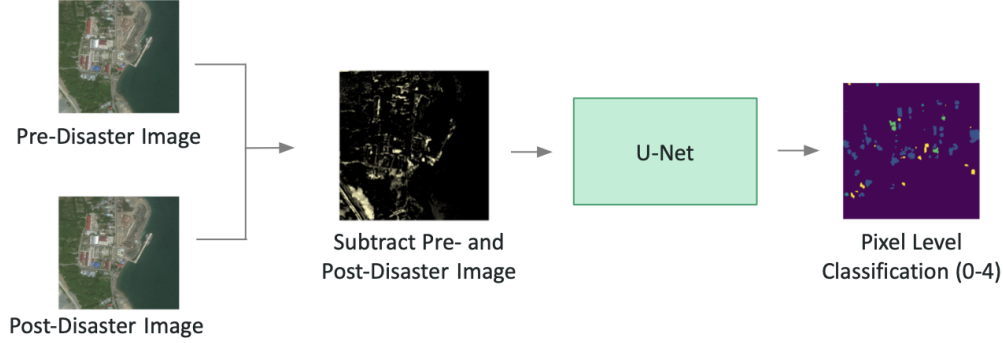 Pre-Disaster Image
Post-Disaster Image
Subtract Pre- and
Post-Disaster Image
U-Net
Pixel Level
Classification (0-4)